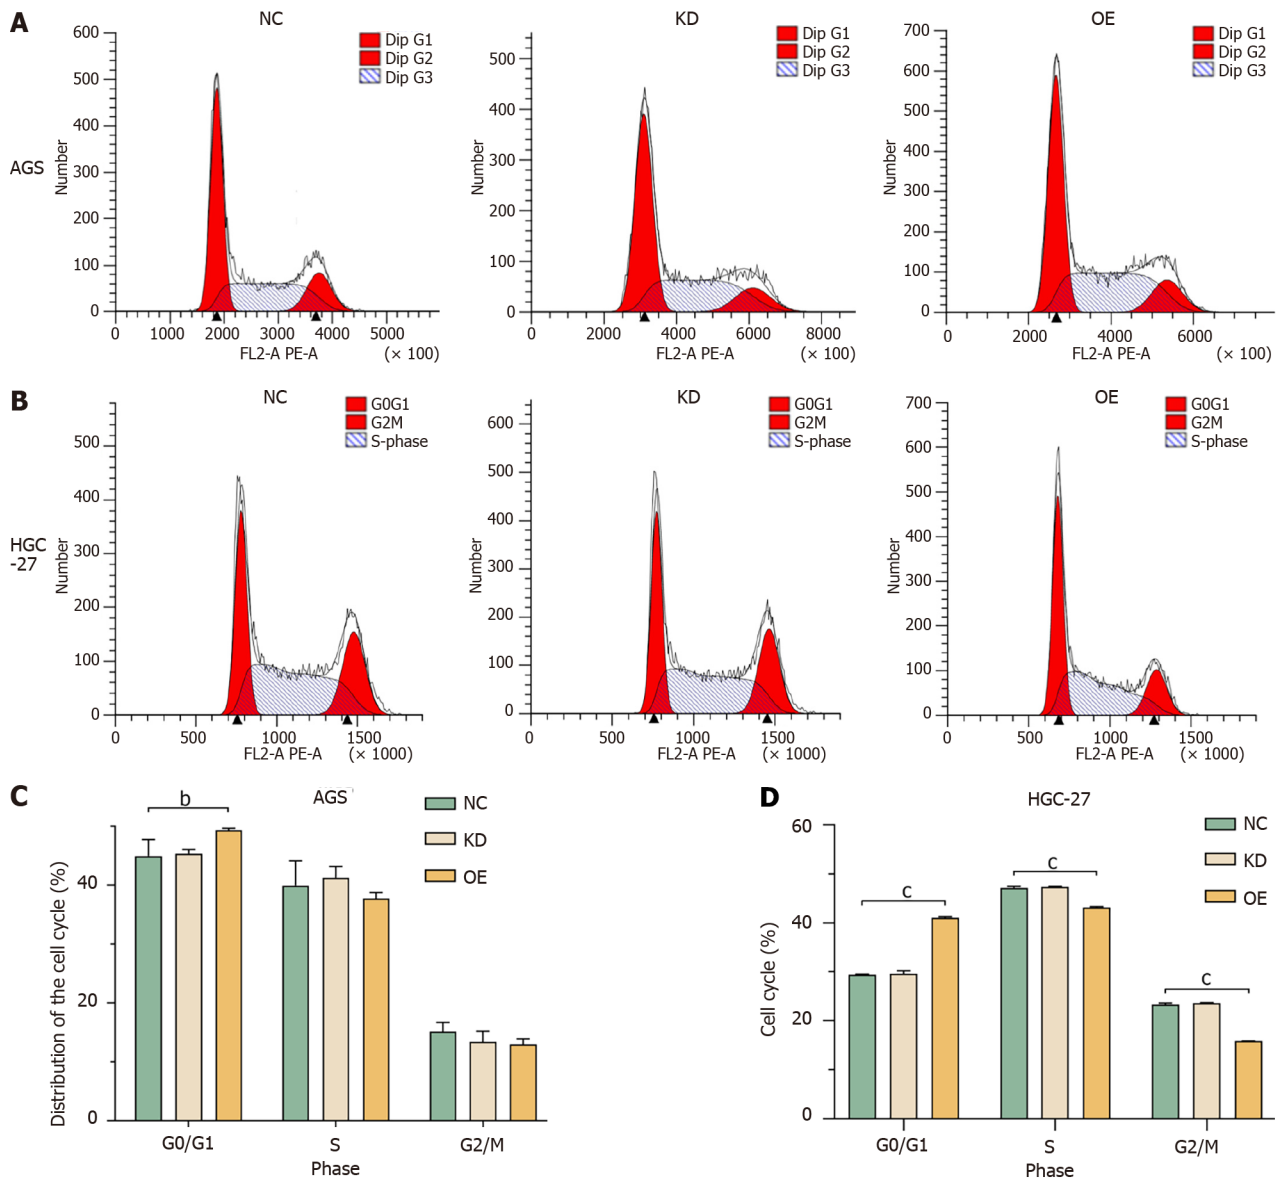 A
NC
KD
OE
Dip G1
Dip G2
Dip G3
Dip G1
Dip G2
Dip G3
Dip G1
Dip G2
Dip G3
AGS
Number
600
500
400
300
200
100
0
0 1000 2000 3000 4000 5000
FL2-A PE-A (× 100)
Number
500
400
300
200
100
0
0 2000 4000 6000 8000
FL2-A PE-A (× 100)
Number
700
600
500
400
300
200
100
0
0 2000 4000 6000
FL2-A PE-A (× 100)
B
NC
KD
OE
G0G1
G2M
S-phase
G0G1
G2M
S-phase
G0G1
G2M
S-phase
HGC
-27
Number
500
400
300
200
100
0
0 500 1000 1500
FL2-A PE-A (× 1000)
Number
600
500
400
300
200
100
0
0 500 1000 1500
FL2-A PE-A (× 1000)
Number
700
600
500
400
300
200
100
0
0 500 1000 1500
FL2-A PE-A (× 1000)
C
AGS
b
NC
KD
OE
Distribution of the cell cycle (%)
40
20
0
G0/G1 S G2/M
Phase
D
HGC-27
NC
KD
OE
c
c
c
Cell cycle (%)
60
40
20
0
G0/G1 S G2/M
Phase